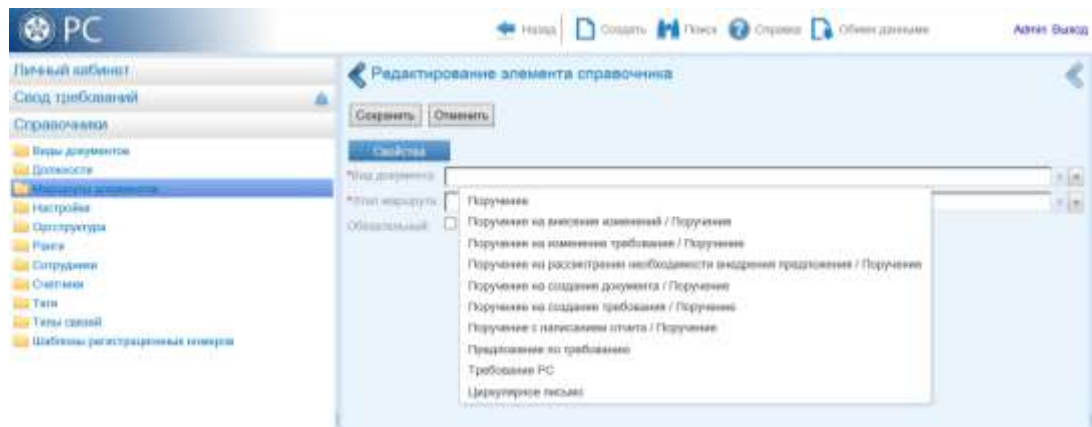 РС
Назад
Создать
Поиск
Справка
Обмен данными
Admin Выход
Личный кабинет
Свод требований
Справочники
Виды документов
Должности
Маршруты документов
Настройки
Оргструктура
Ранги
Сотрудники
Счетчики
Теги
Типы связей
Шаблоны регистрационных номеров
Редактирование элемента справочника
Сохранить Отменить
Свойства
*Вид документа
*Этап маршрута
Обязательный
Поручение
Поручение на внесение изменений / Поручение
Поручение на изменение требования / Поручение
Поручение на рассмотрение необходимости внедрения предложения / Поручение
Поручение на создание документа / Поручение
Поручение на создание требования / Поручение
Поручение с написанием отчета / Поручение
Предложение по требованию
Требование РС
Циркулярное письмо